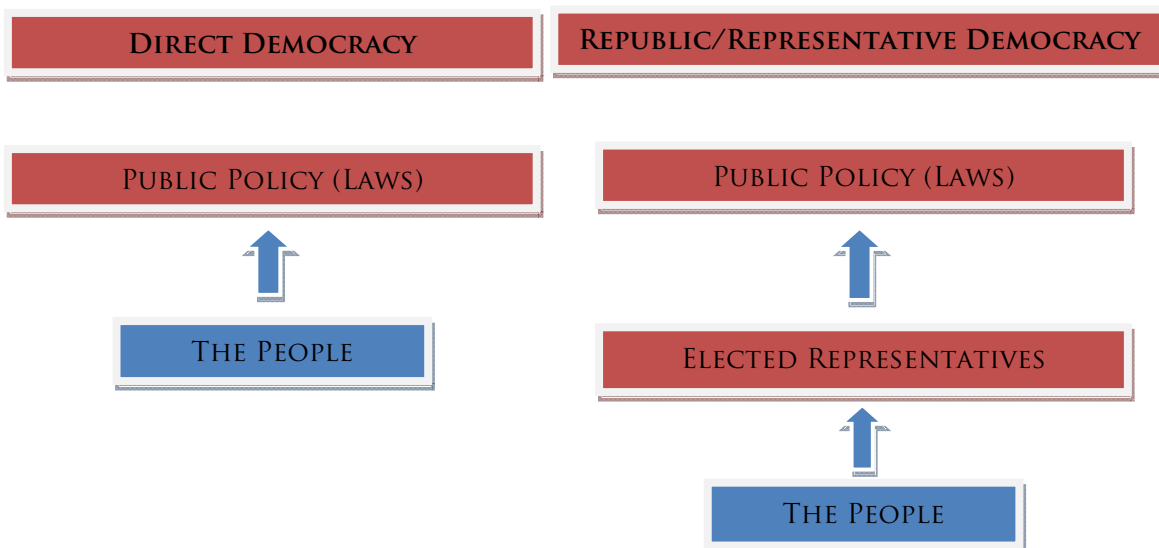 DIRECT DEMOCRACY
PUBLIC POLICY (LAWS)
THE PEOPLE
REPUBLIC/REPRESENTATIVE DEMOCRACY
PUBLIC POLICY (LAWS)
ELECTED REPRESENTATIVES
THE PEOPLE